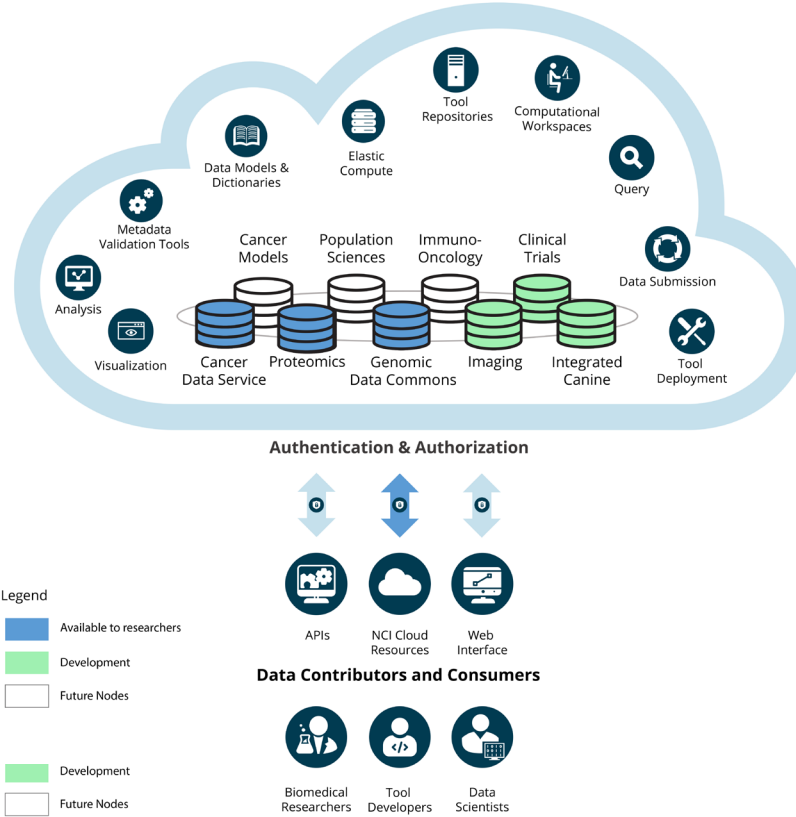 Tool
Repositories
Computational
Workspaces
Elastic
Compute
Data Models &
Dictionaries
Query
Metadata
Validation Tools
Cancer
Models
Population
Sciences
Immuno-
Oncology
Clinical
Trials
Data Submission
Analysis
Visualization
Cancer
Data Service
Proteomics
Genomic
Data Commons
Imaging
Integrated
Canine
Tool
Deployment
Authentication & Authorization
Legend
Available to researchers
Development
Future Nodes
Development
Future Nodes
APIs
NCI Cloud
Resources
Web
Interface
Data Contributors and Consumers
Biomedical
Researchers
Tool
Developers
Data
Scientists